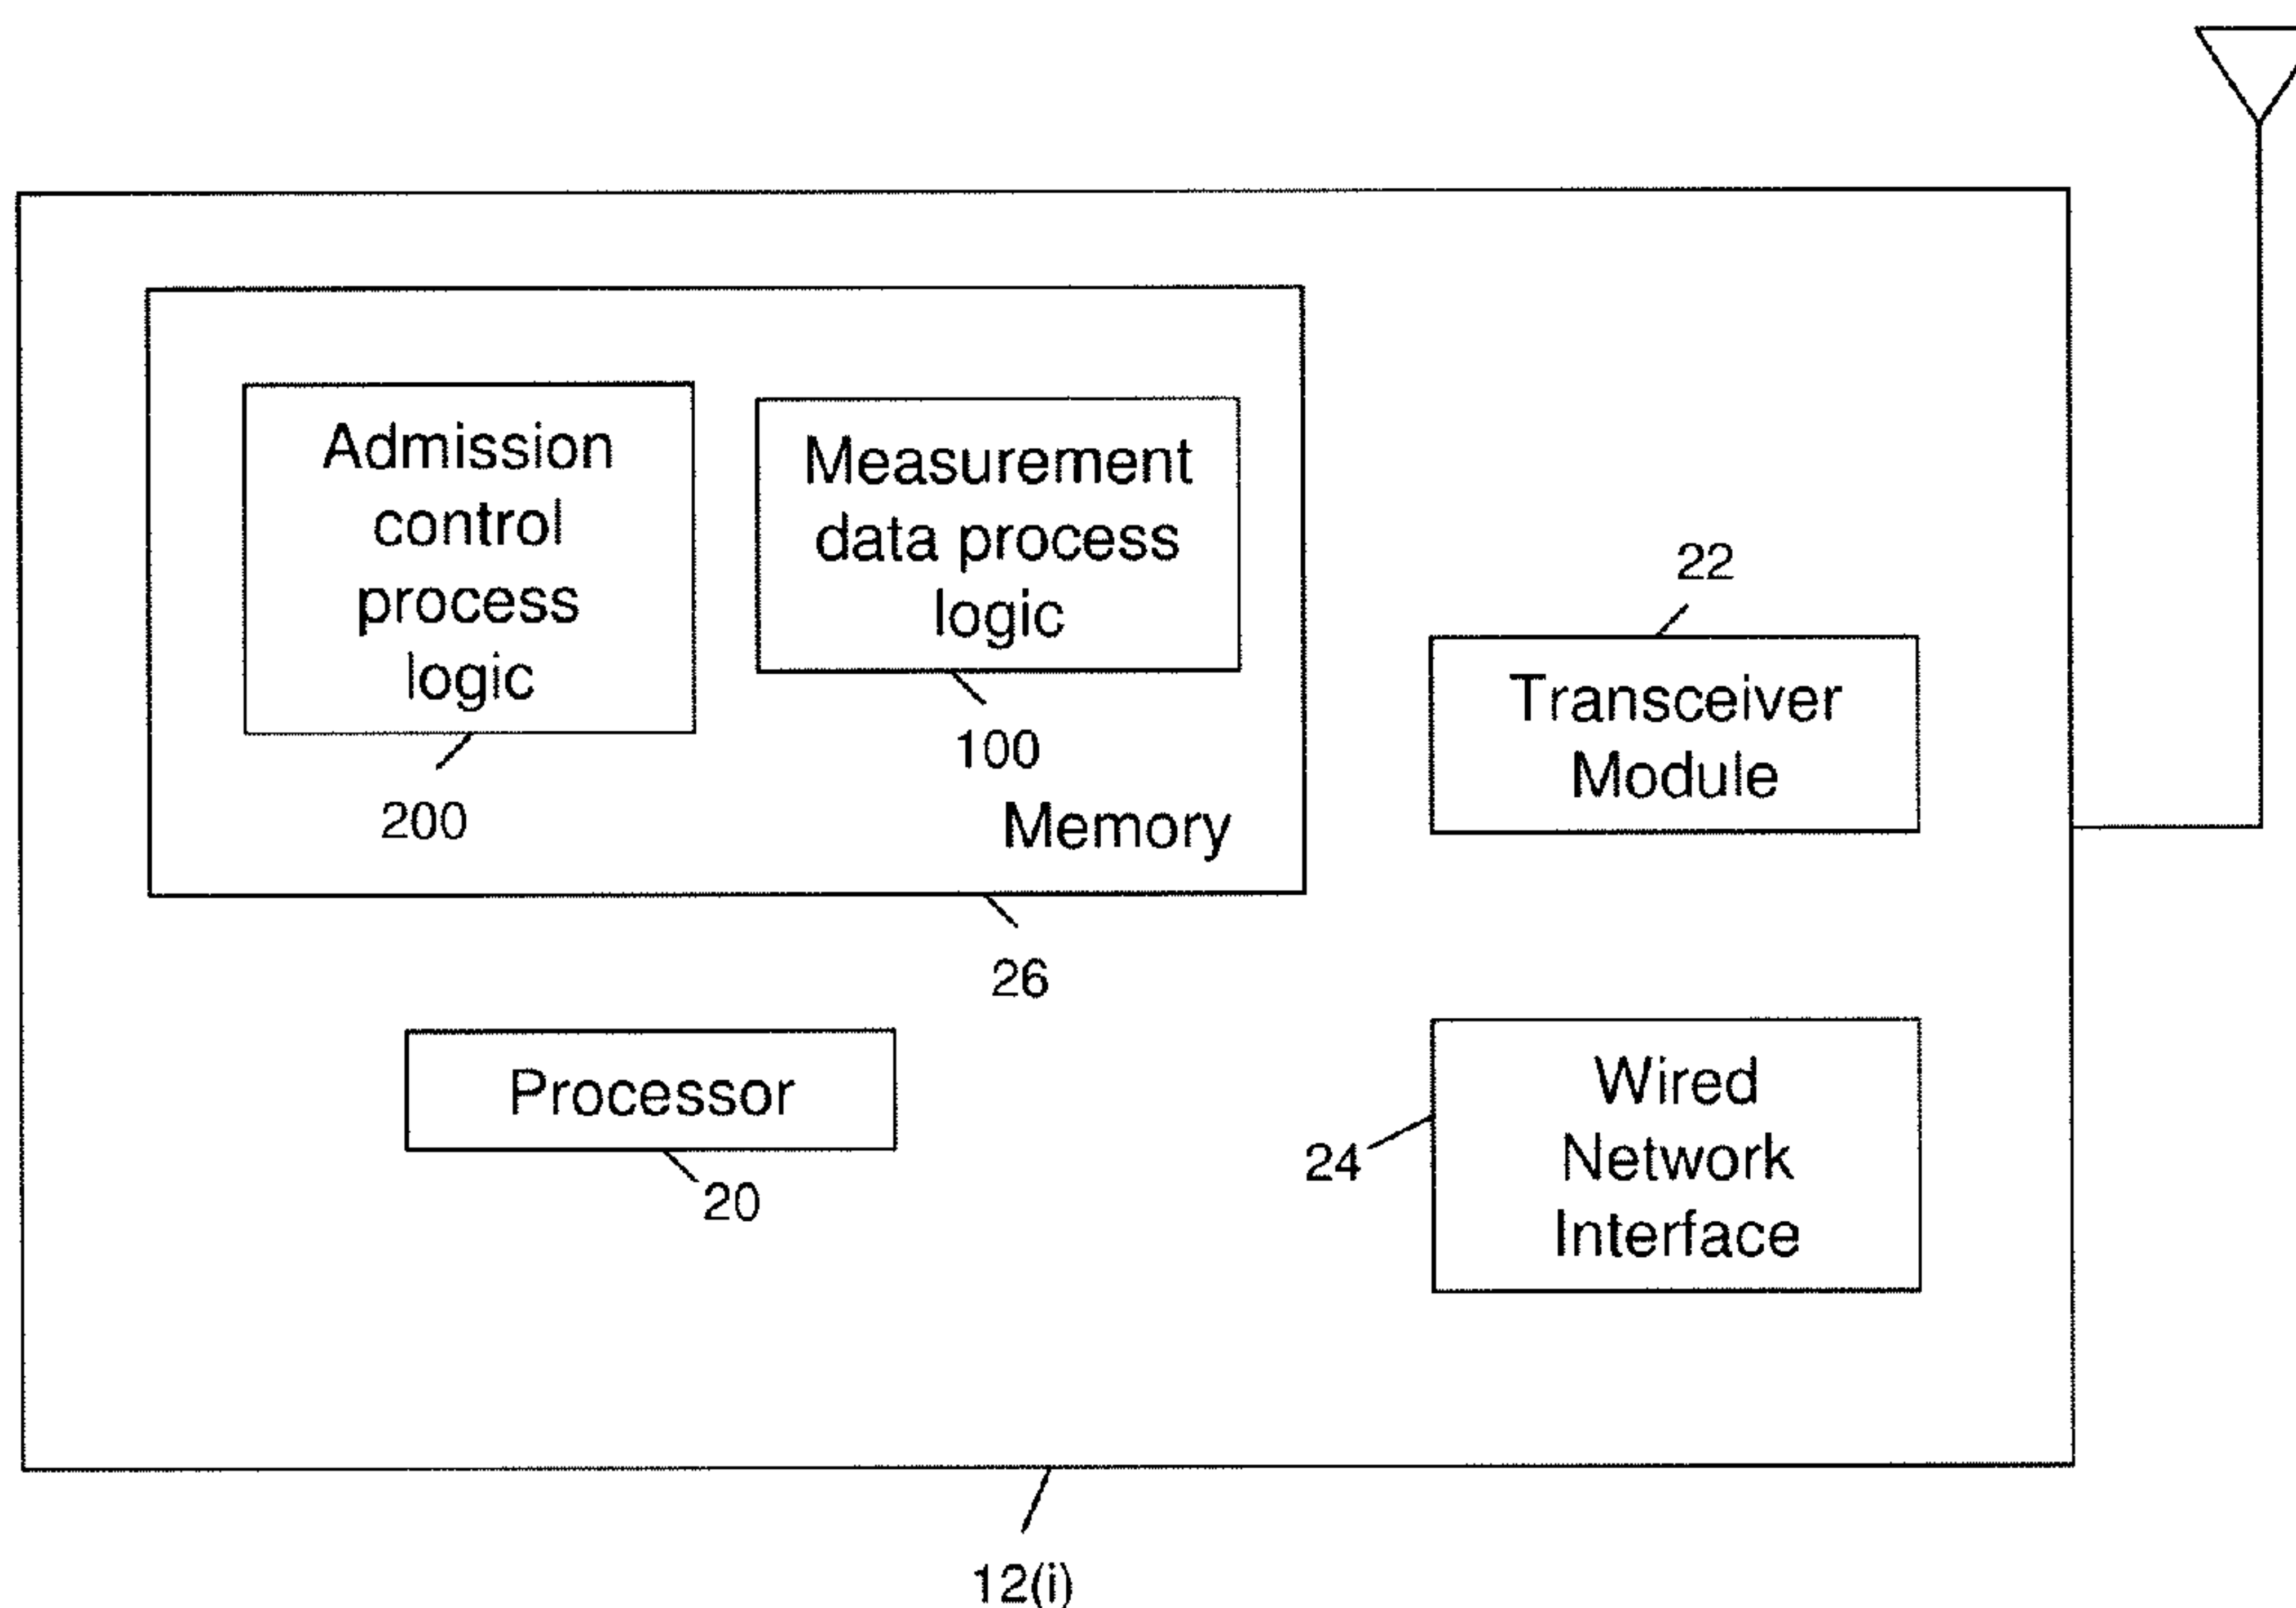 Admission
control
process
logic
200
Measurement
data process
logic
100
Memory
26
22
Transceiver
Module
Processor
20
24
Wired
Network
Interface
12(i)